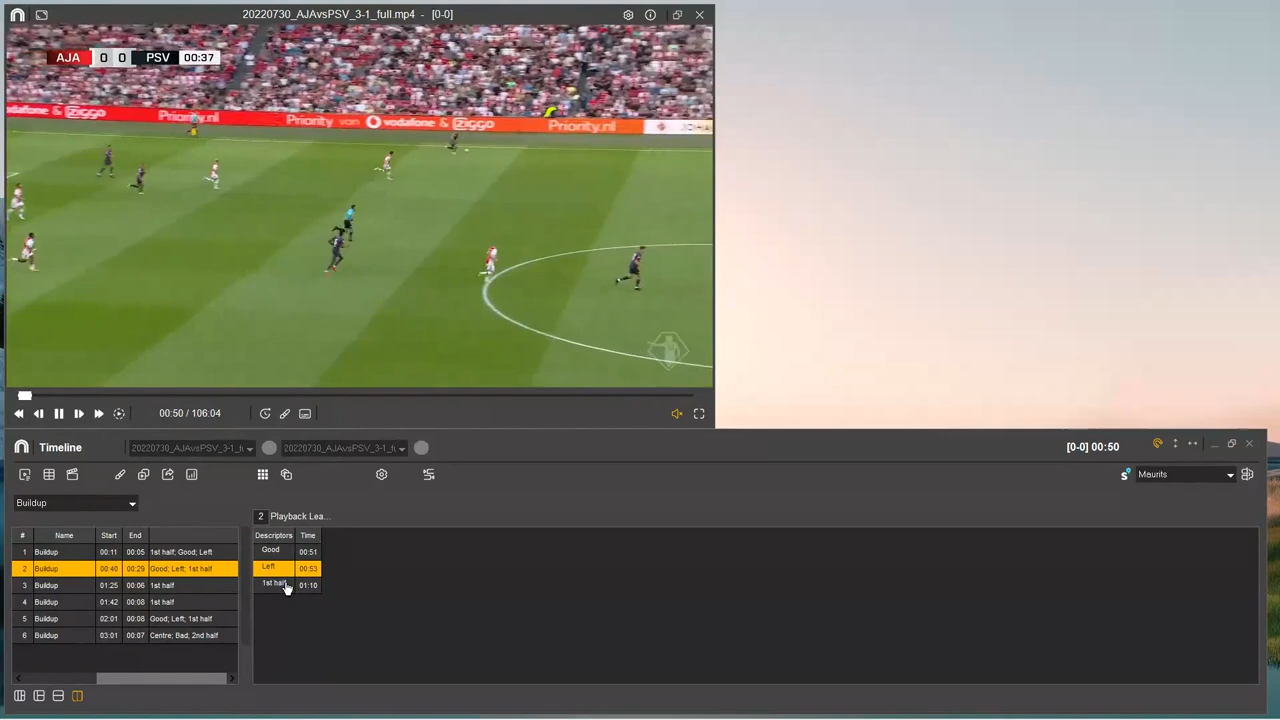 20220730_AJAvsPSV_3-1_full.mp4 - [0-0]
AJA 0 0 PSV 00:37
vodafone & Ziggo Priority.nl Priority van vodafone & Ziggo Priority.nl
00:50 / 106:04
Timeline 20220730_AJAvsPSV_3-1_fu 20220730_AJAvsPSV_3-1_fu [0-0] 00:50
Maurits
Buildup
2 Playback Lea...
# Name Start End Descriptors Time
1 Buildup 00:11 00:05 1st half; Good; Left Good 00:51
2 Buildup 00:40 00:29 Good; Left; 1st half Left 00:53
3 Buildup 01:25 00:06 1st half 1st half 01:10
4 Buildup 01:42 00:08 1st half
5 Buildup 02:01 00:08 Good; Left; 1st half
6 Buildup 03:01 00:07 Centre; Bad; 2nd half